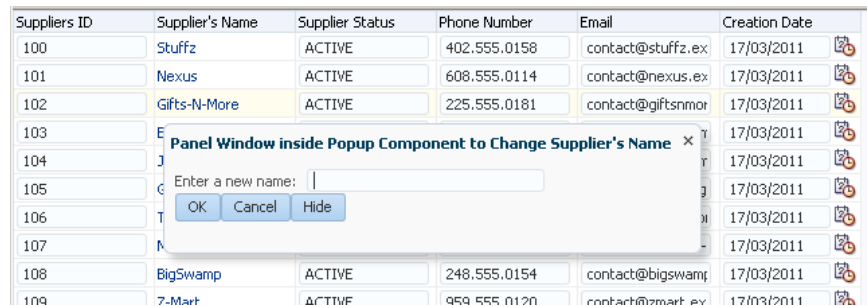 Suppliers ID Supplier's Name Supplier Status Phone Number Email Creation Date
100 Stuffz ACTIVE 402.555.0158 contact@stuffz.ex 17/03/2011
101 Nexus ACTIVE 608.555.0114 contact@nexus.ex 17/03/2011
102 Gifts-N-More ACTIVE 225.555.0181 contact@giftsnmor 17/03/2011
103 17/03/2011
Panel Window inside Popup Component to Change Supplier's Name
104 17/03/2011
Enter a new name:
105 17/03/2011
OK Cancel Hide
106 17/03/2011
107 17/03/2011
108 BigSwamp ACTIVE 248.555.0154 contact@bigswamp 17/03/2011
109 Z-Mart ACTIVE 959.555.0120 contact@zmart.ex 17/03/2011